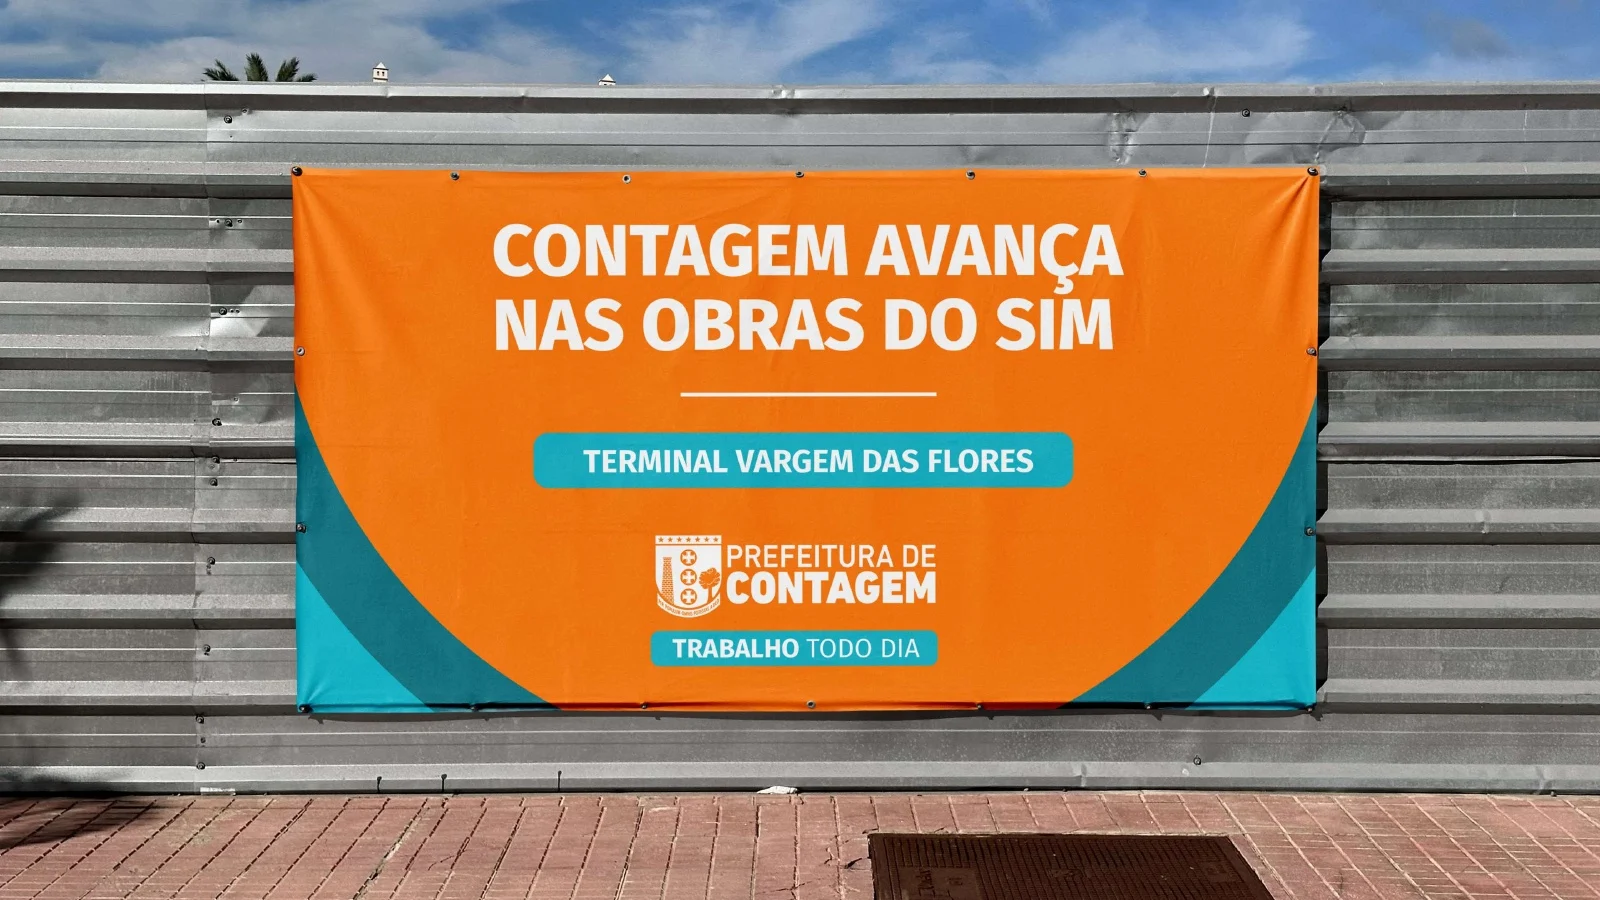 CONTAGEM AVANÇA
NAS OBRAS DO SIM
TERMINAL VARGEM DAS FLORES
PREFEITURA DE
CONTAGEM
TRABALHO TODO DIA